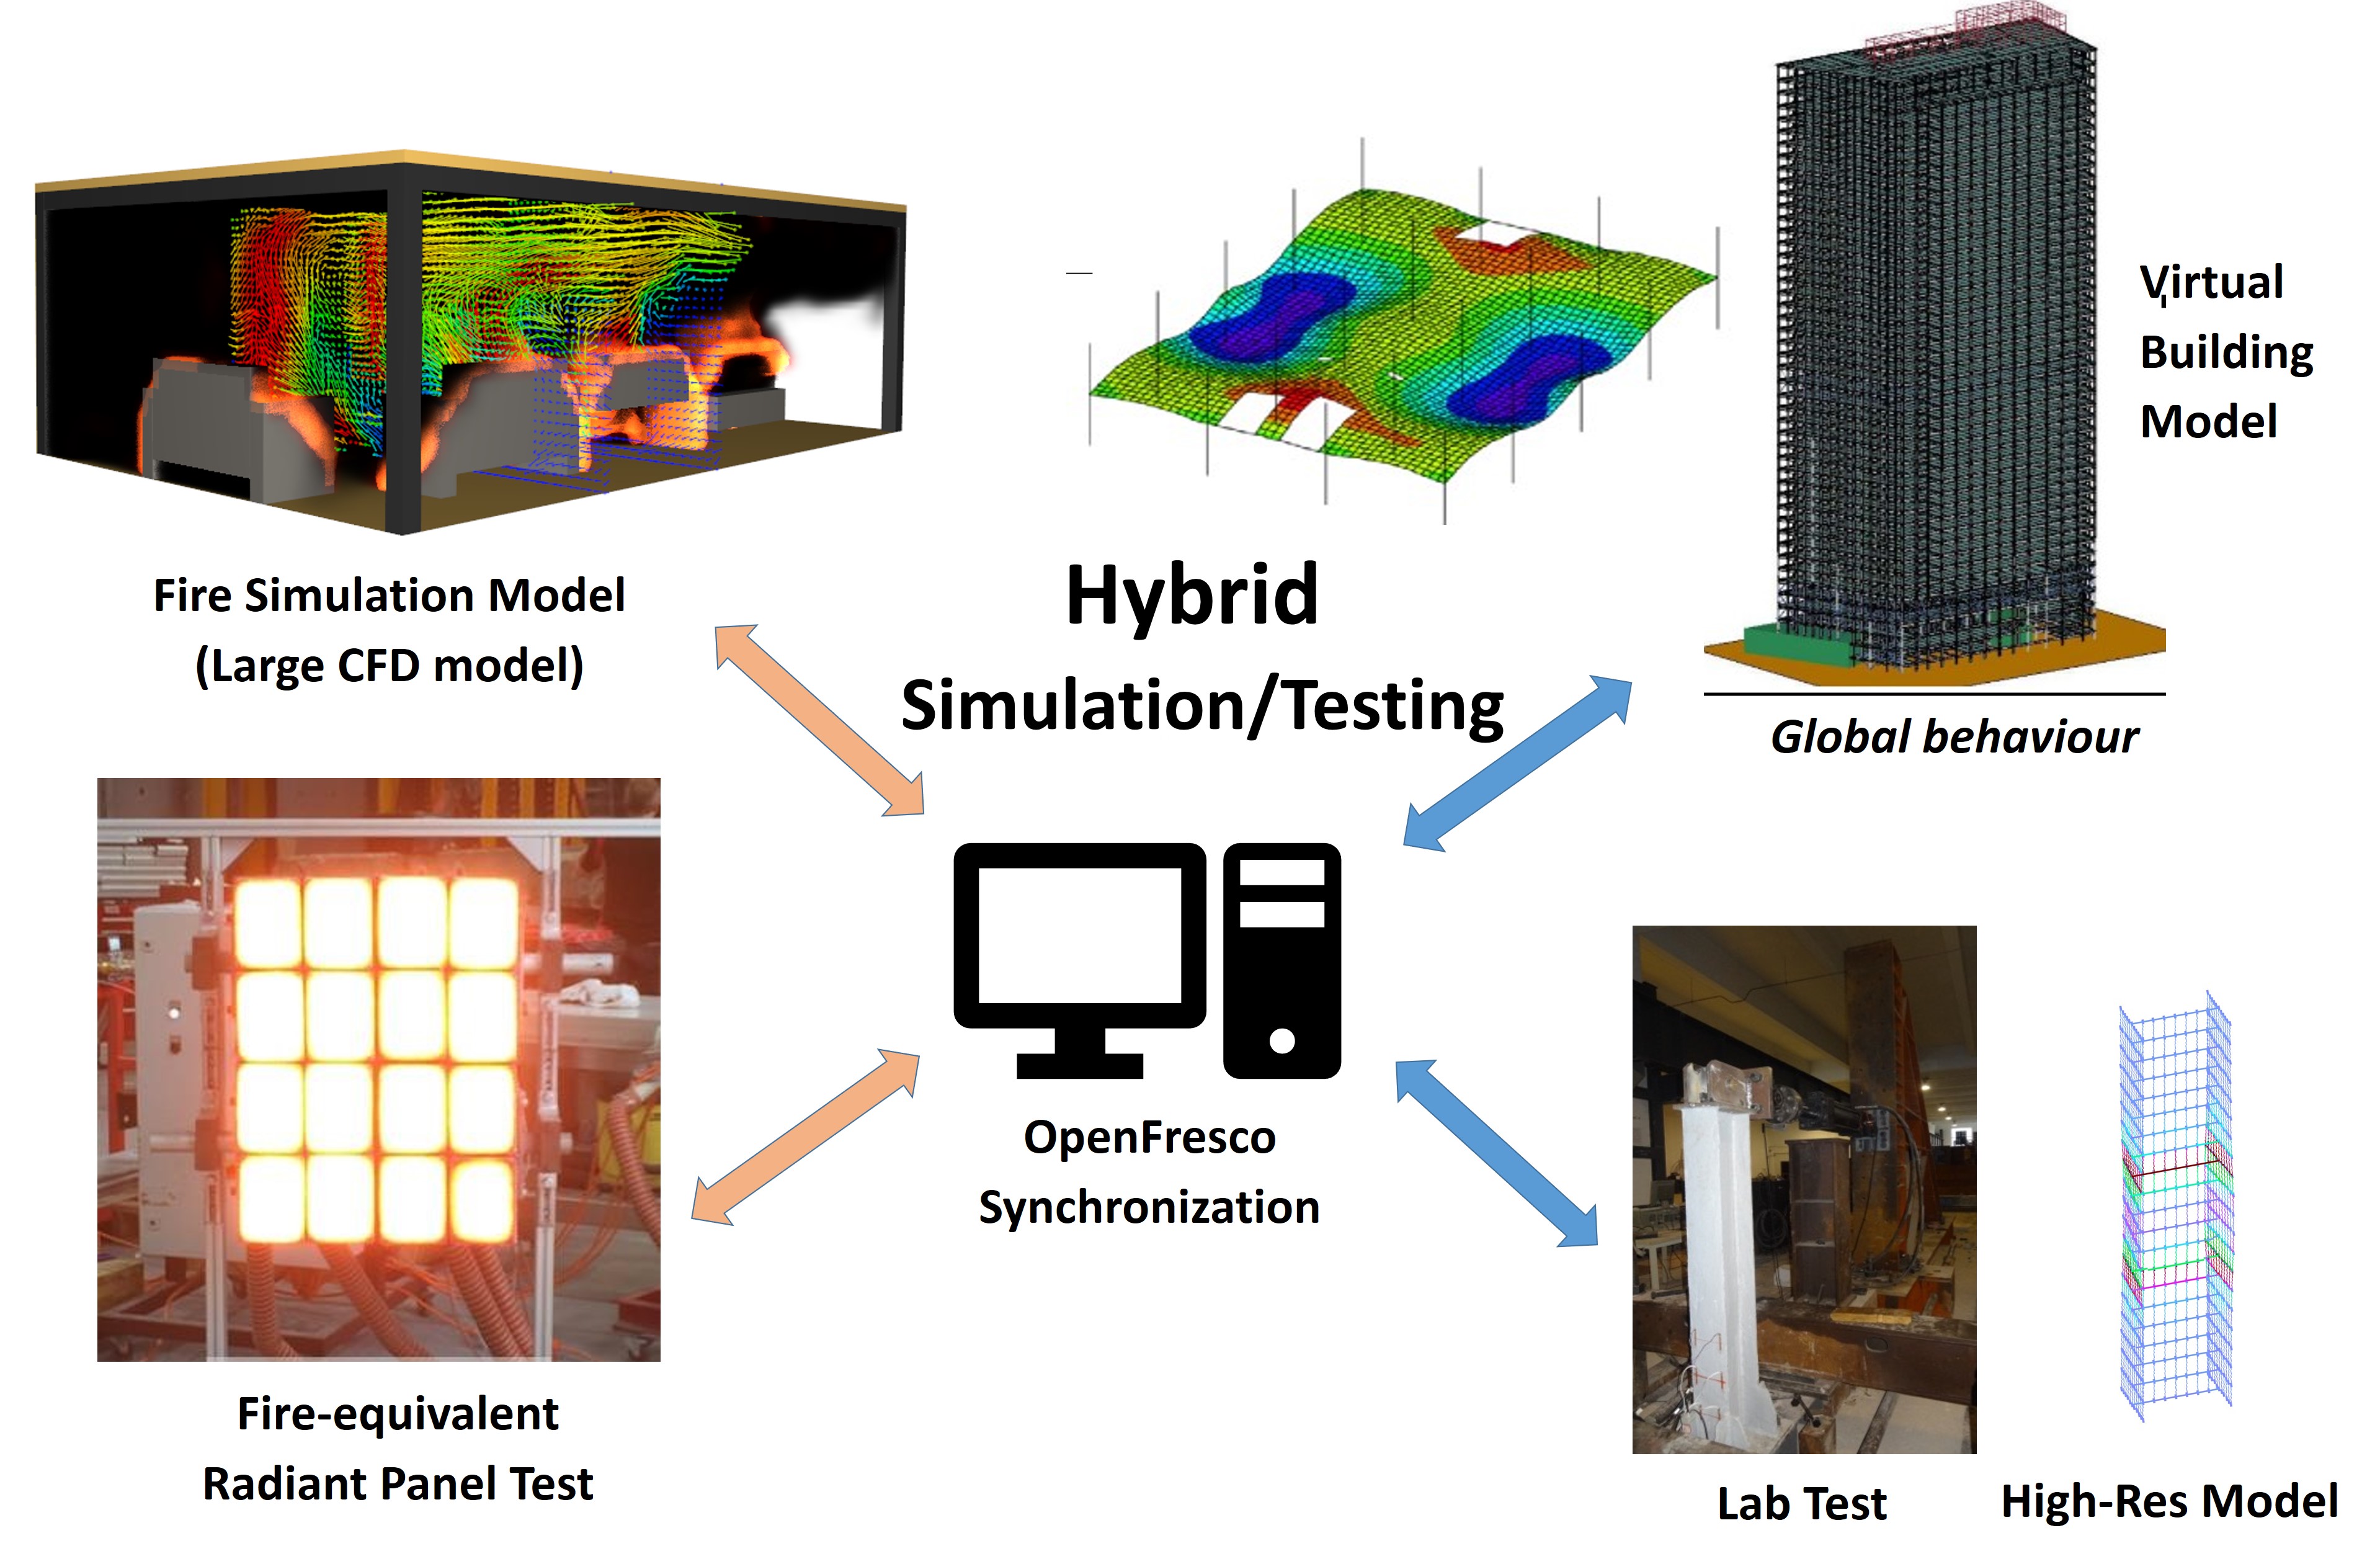 Virtual
Building
Model
Fire Simulation Model
(Large CFD model)
Hybrid
Simulation/Testing
Global behaviour
OpenFresco
Synchronization
Fire-equivalent
Radiant Panel Test
Lab Test
High-Res Model